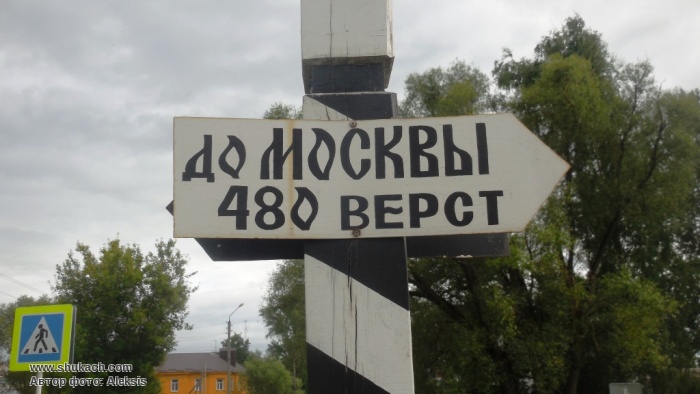 ДО МОСКВЫ
480 ВЕРСТ
www.shukach.com
Автор фото: Aleksis